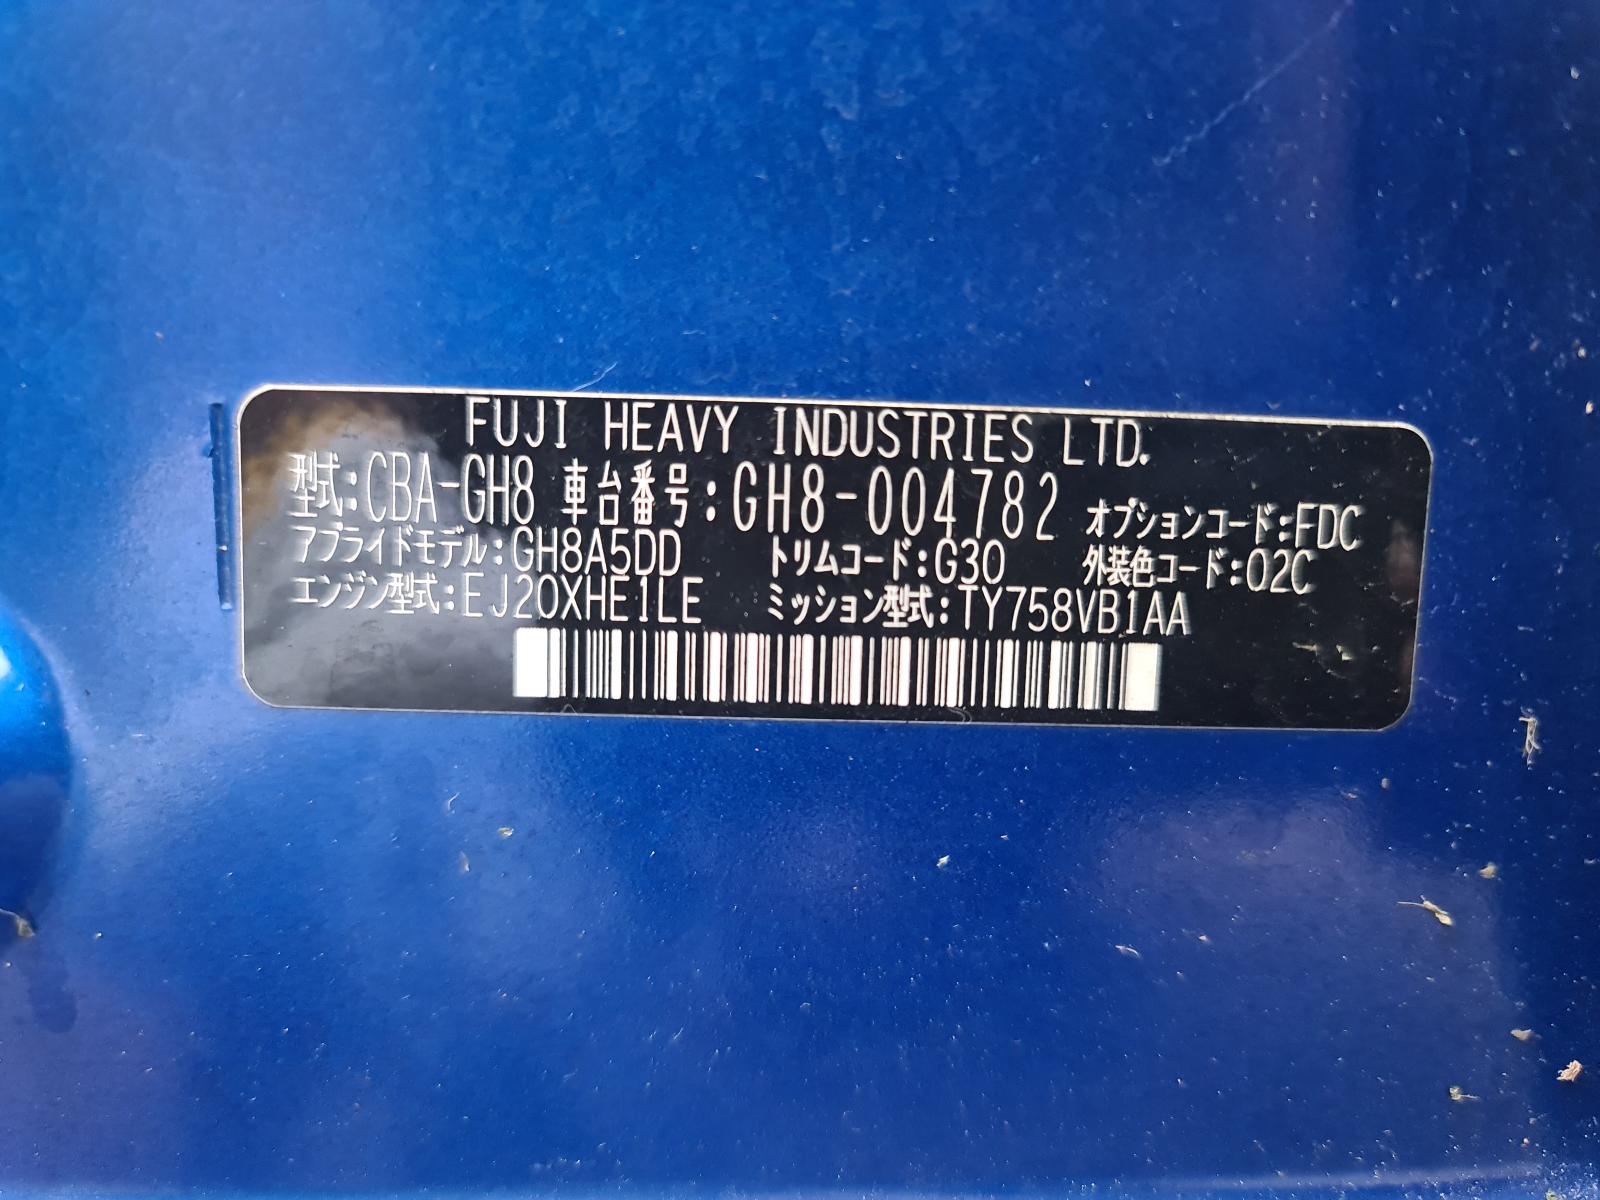 FUJI HEAVY INDUSTRIES LTD.
型式:CBA-GH8 車台番号:GH8-004782 オプションコード:FDC
アプライドモデル:GH8A5DD トリムコード:G30 外装色コード:02C
エンジン型式:EJ20XHE1LE ミッション型式:TY758VB1AA